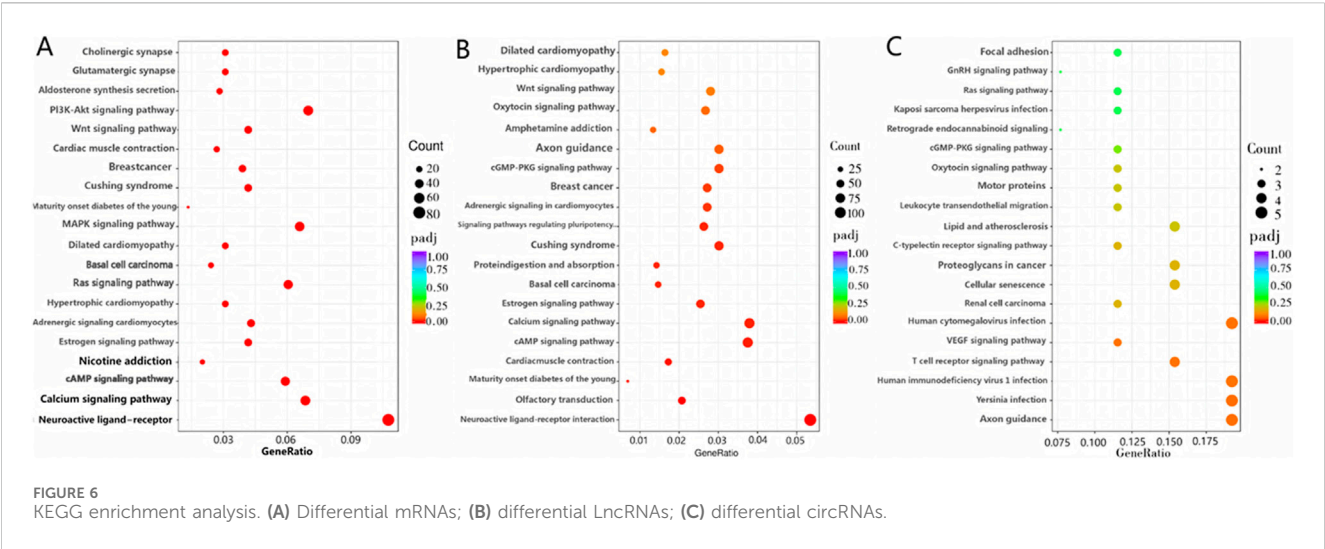 A
Cholinergic synapse
Glutamatergic synapse
Aldosterone synthesis secretion
PI3K-Akt signaling pathway
Wnt signaling pathway
Cardiac muscle contraction
Breastcancer
Cushing syndrome
Maturity onset diabetes of the young
MAPK signaling pathway
Dilated cardiomyopathy
Basal cell carcinoma
Ras signaling pathway
Hypertrophic cardiomyopathy
Adrenergic signaling cardiomyocytes
Estrogen signaling pathway
Nicotine addiction
cAMP signaling pathway
Calcium signaling pathway
Neuroactive ligand−receptor
0.03 0.06 0.09
GeneRatio
Count
20
40
60
80
padj
1.00
0.75
0.50
0.25
0.00
B
Dilated cardiomyopathy
Hypertrophic cardiomyopathy
Wnt signaling pathway
Oxytocin signaling pathway
Amphetamine addiction
Axon guidance
cGMP-PKG signaling pathway
Breast cancer
Adrenergic signaling in cardiomyocytes
Signaling pathways regulating pluripotency.
Cushing syndrome
Proteindigestion and absorption
Basal cell carcinoma
Estrogen signaling pathway
Calcium signaling pathway
cAMP signaling pathway
Cardiacmuscle contraction
Maturity onset diabetes of the young
Olfactory transduction
Neuroactive ligand-receptor interaction
0.01 0.02 0.03 0.04 0.05
GeneRatio
Count
25
50
75
100
padj
1.00
0.75
0.50
0.25
0.00
C
Focal adhesion
GnRH signaling pathway
Ras signaling pathway
Kaposi sarcoma herpesvirus infection
Retrograde endocannabinoid signaling
cGMP-PKG signaling pathway
Oxytocin signaling pathway
Motor proteins
Leukocyte transendothelial migration
Lipid and atherosclerosis
C-typelectin receptor signaling pathway
Proteoglycans in cancer
Cellular senescence
Renal cell carcinoma
Human cytomegalovirus infection
VEGF signaling pathway
T cell receptor signaling pathway
Human immunodeficiency virus 1 infection
Yersinia infection
Axon guidance
0.075 0.100 0.125 0.150 0.175
GeneRatio
Count
2
3
4
5
padj
1.00
0.75
0.50
0.25
0.00
FIGURE 6
KEGG enrichment analysis. (A) Differential mRNAs; (B) differential LncRNAs; (C) differential circRNAs.